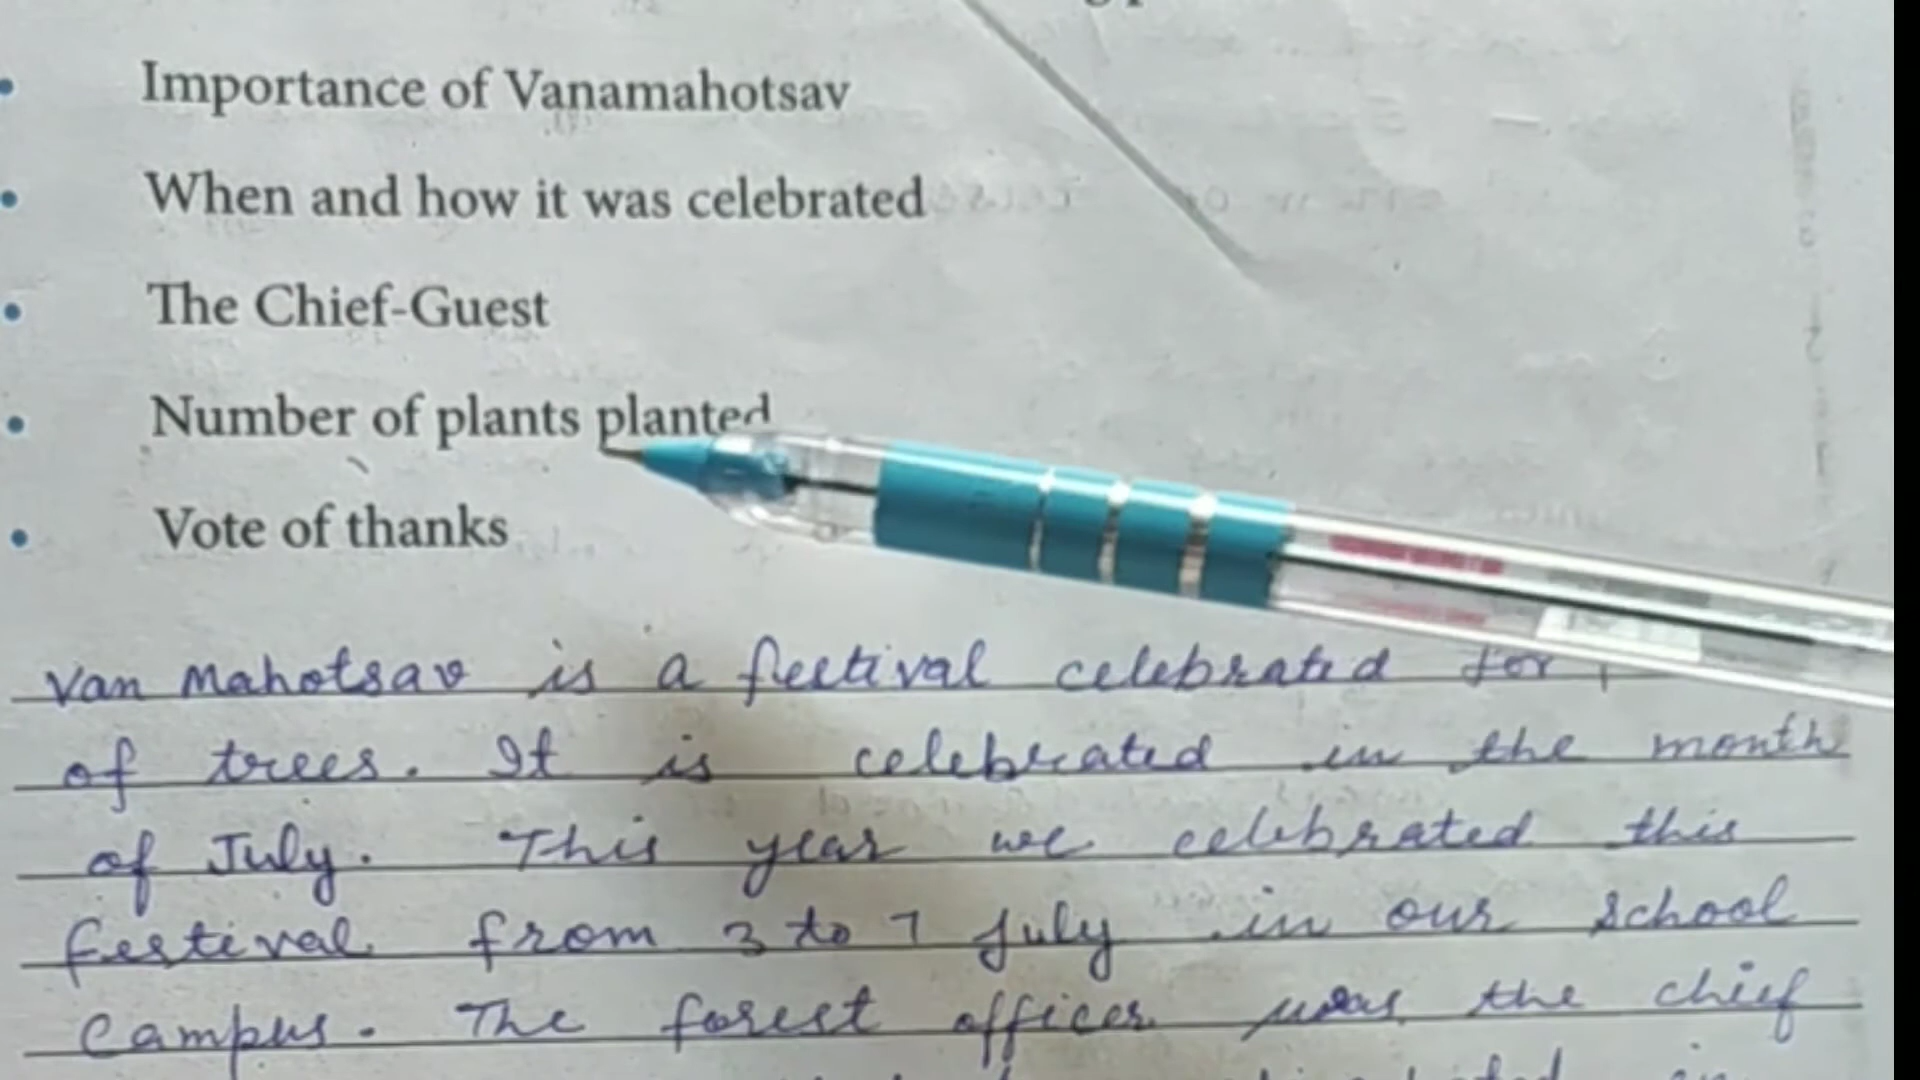 Importance of Vanamahotsav
When and how it was celebrated
The Chief-Guest
Number of plants planted
Vote of thanks
Van Mahotsav is a festival celebrated for
of trees. It is celebrated in the month
of July. This year we celebrated this
festival from 3 to 7 July in our school
campus. The forest officer was the chief
in